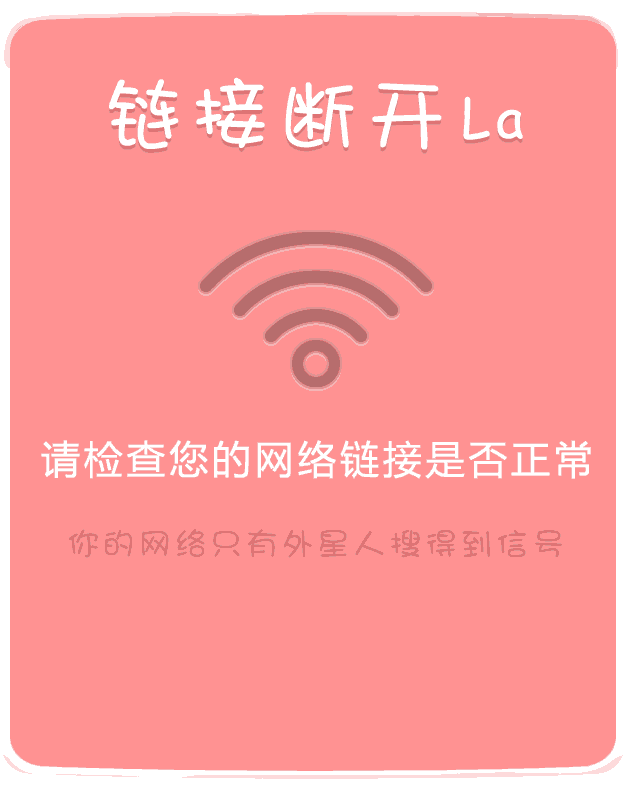 链接断开La
请检查您的网络链接是否正常
你的网络只有外星人搜得到信号